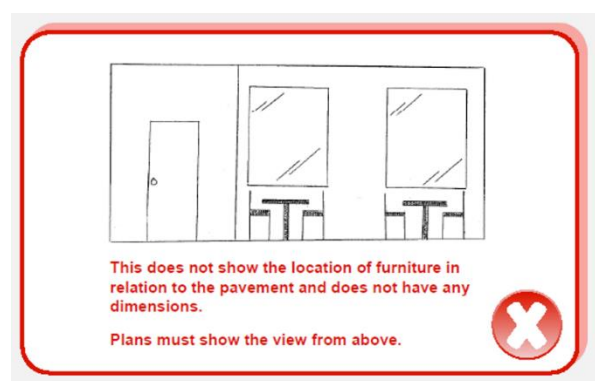 This does not show the location of furniture in
relation to the pavement and does not have any
dimensions.
Plans must show the view from above.